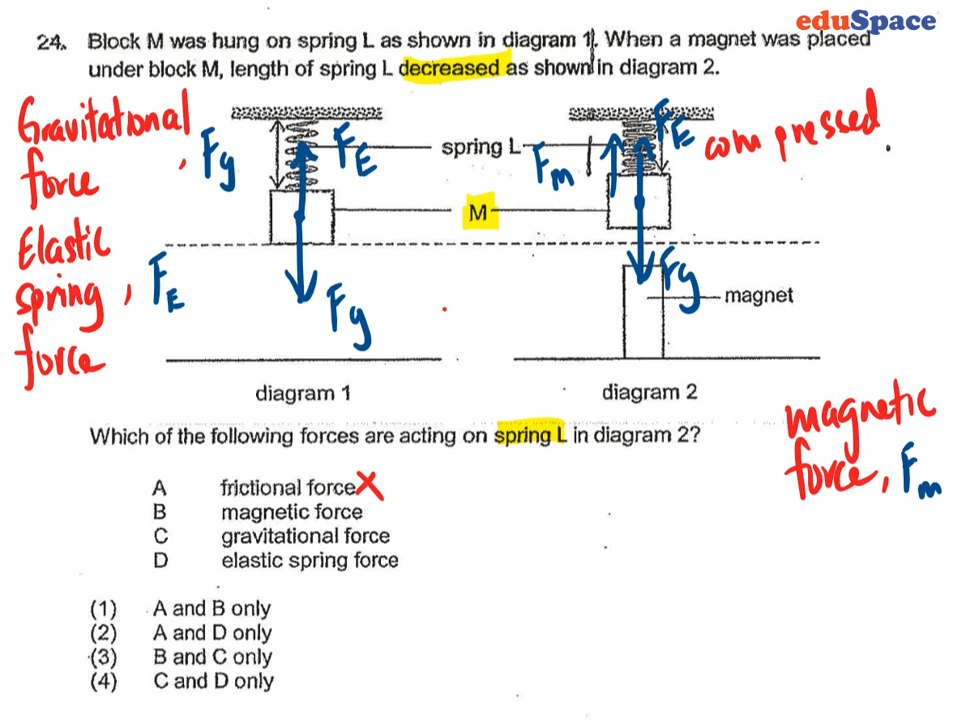 eduSpace
24. Block M was hung on spring L as shown in diagram 1. When a magnet was placed
under block M, length of spring L decreased as shown in diagram 2.
Gravitational
force , Fg
Elastic
spring , FE
force
FE
Fg
spring L
M
Fm
FE
compressed.
Fg
magnet
diagram 1
diagram 2
magnetic
force, Fm
Which of the following forces are acting on spring L in diagram 2?
A frictional force X
B magnetic force
C gravitational force
D elastic spring force
(1) A and B only
(2) A and D only
(3) B and C only
(4) C and D only